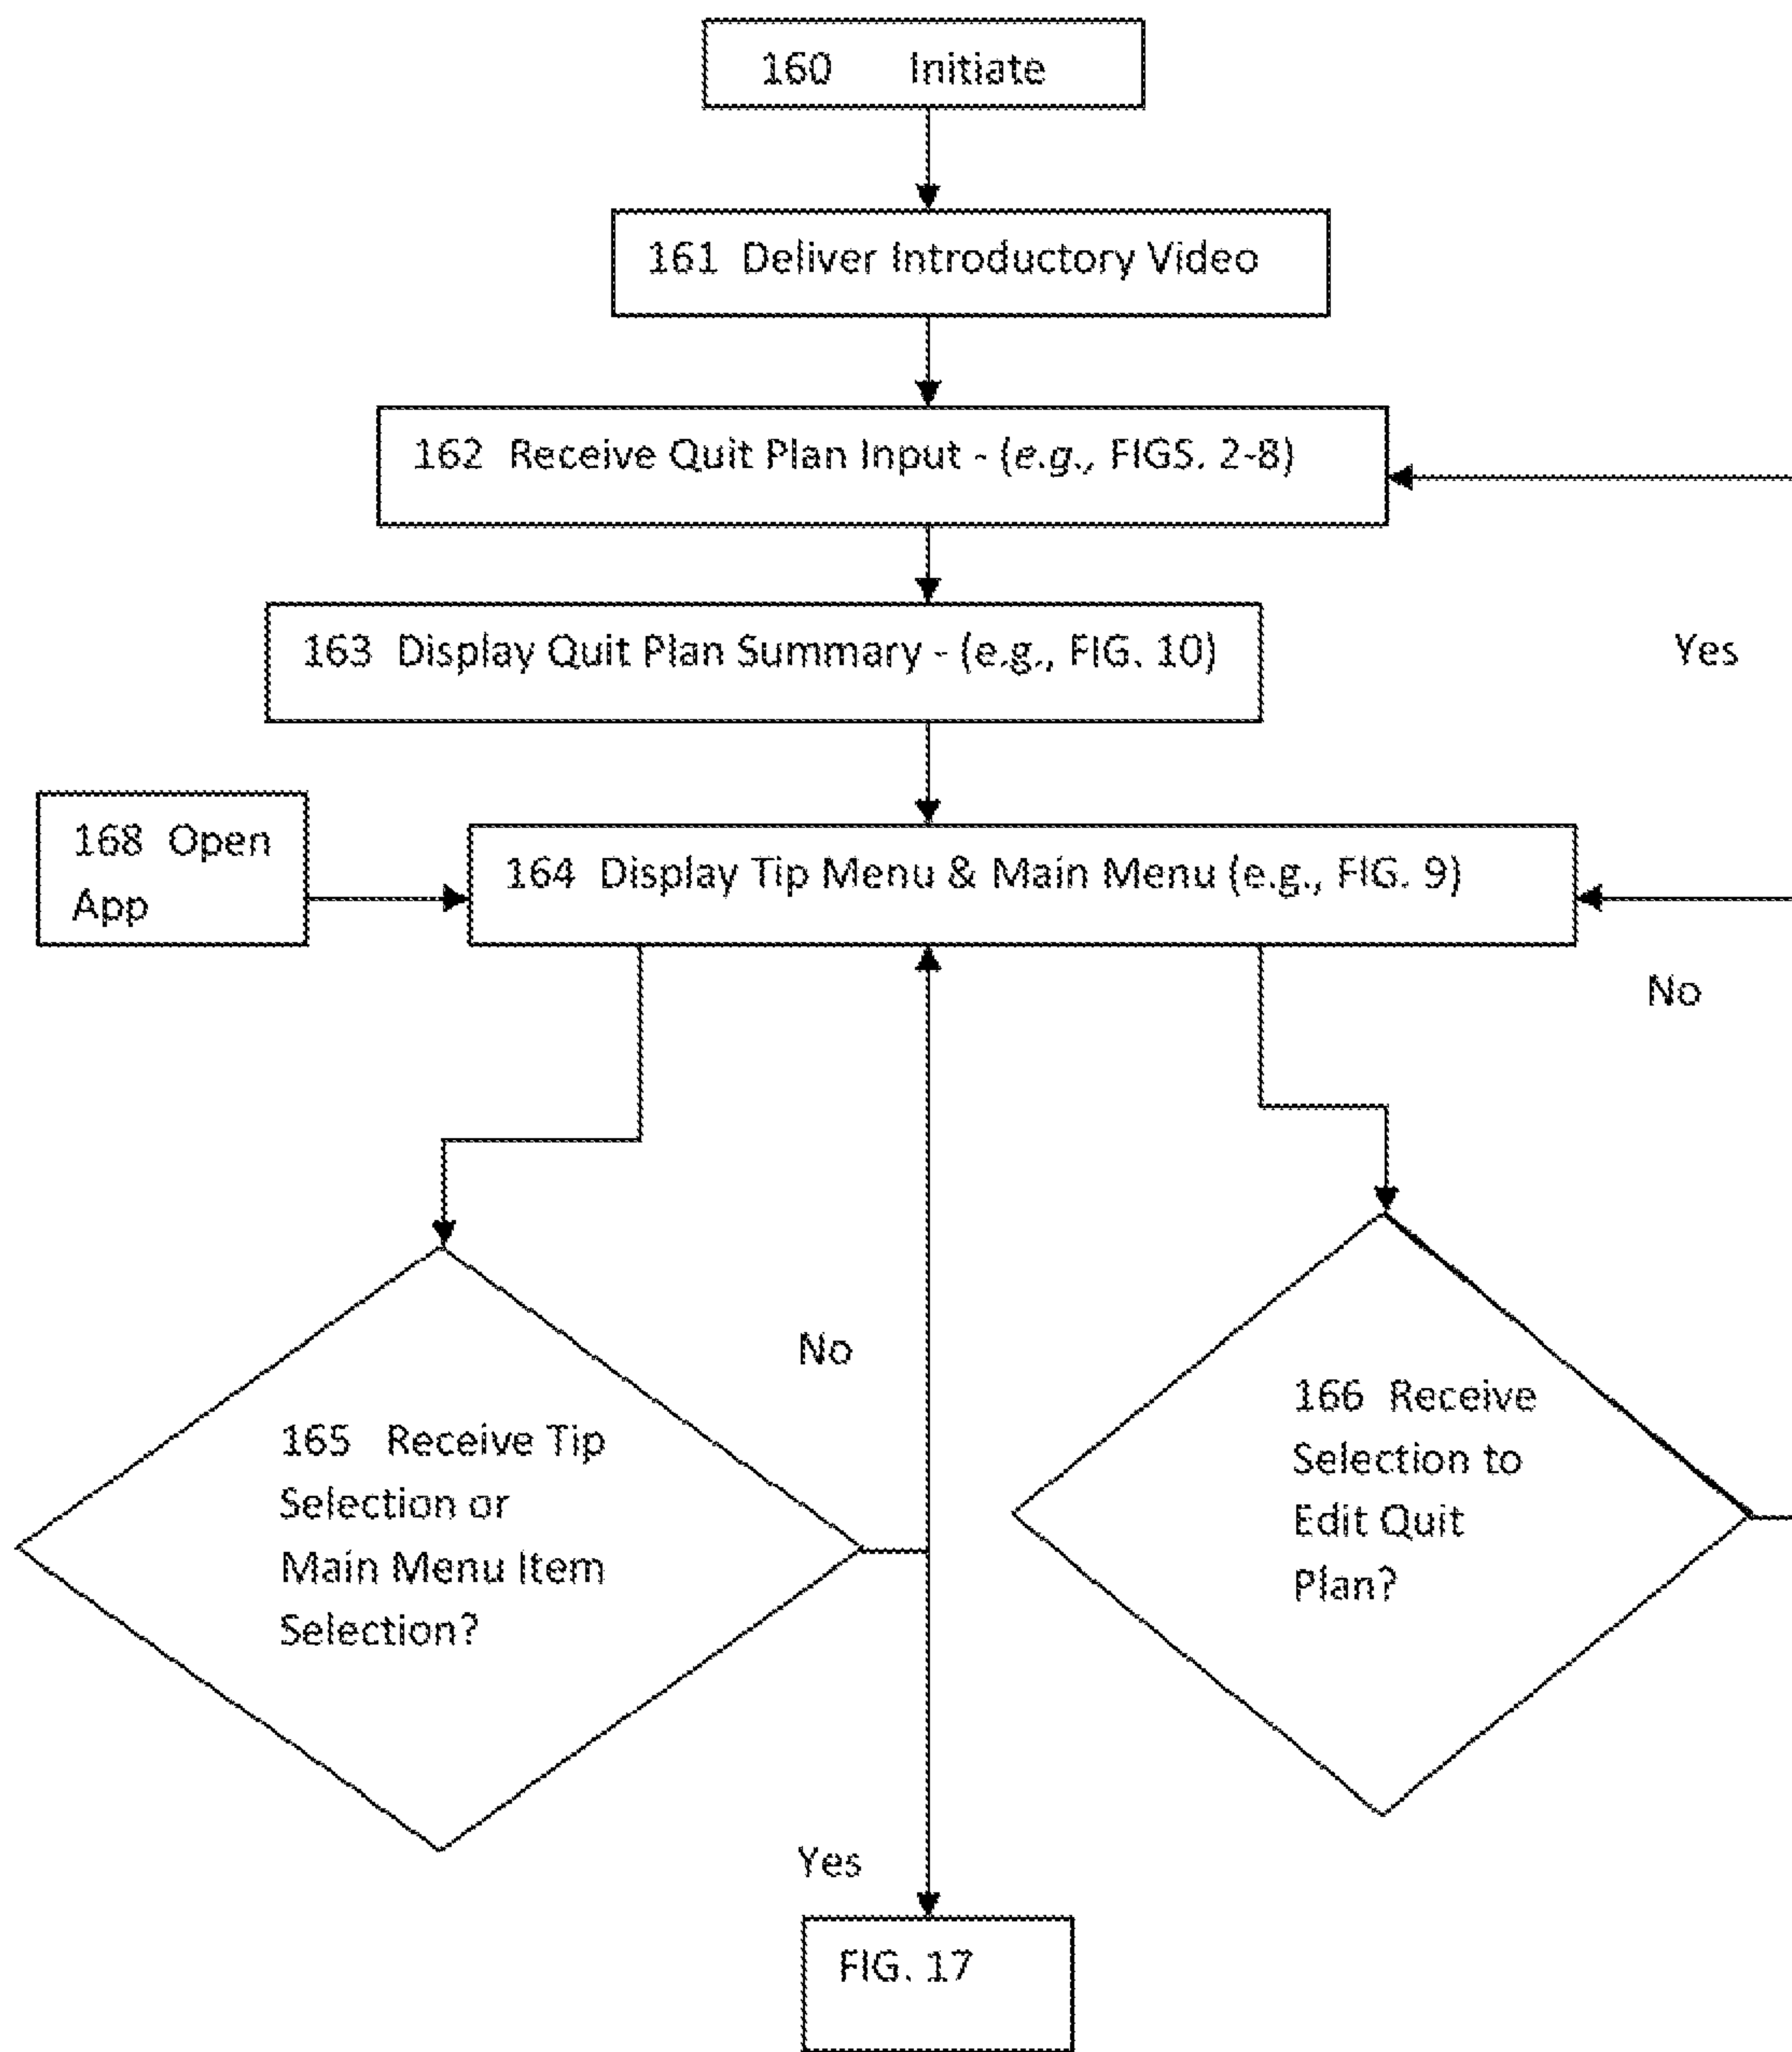 160 Initiate
161 Deliver Introductory Video
162 Receive Quit Plan Input - (e.g., FIGS. 2-8)
163 Display Quit Plan Summary - (e.g., FIG. 10)
Yes
168 Open
App
164 Display Tip Menu & Main Menu (e.g., FIG. 9)
No
No
165 Receive Tip
Selection or
Main Menu Item
Selection?
166 Receive
Selection to
Edit Quit
Plan?
Yes
FIG. 17